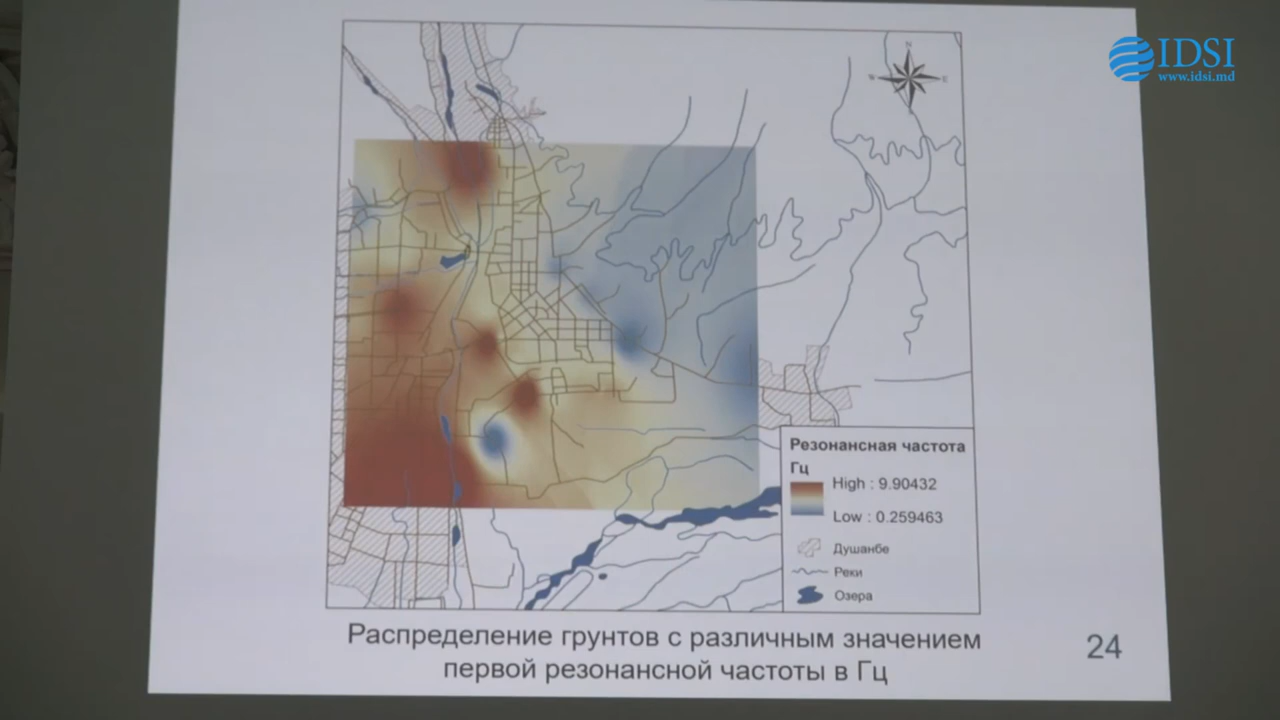 IDSI
www.idsi.md
N
W
E
Резонансная частота
Гц
High : 9.90432
Low : 0.259463
Душанбе
Реки
Озера
Распределение грунтов с различным значением
первой резонансной частоты в Гц
24